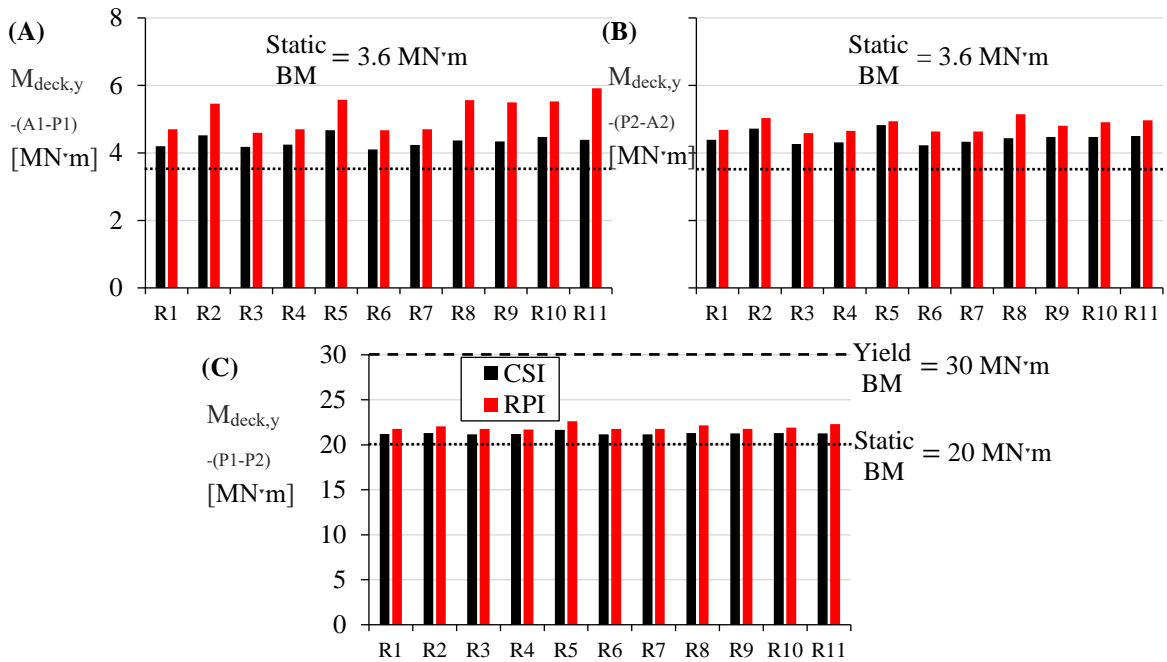 (A)
M deck,y
-(A1-P1)
[MN·m]
8
6
4
2
0
Static BM = 3.6 MN·m
R1 R2 R3 R4 R5 R6 R7 R8 R9 R10 R11
(B)
M deck,y
-(P2-A2)
[MN·m]
Static BM = 3.6 MN·m
R1 R2 R3 R4 R5 R6 R7 R8 R9 R10 R11
(C)
M deck,y
-(P1-P2)
[MN·m]
30
25
20
15
10
5
0
CSI
RPI
Yield BM = 30 MN·m
Static BM = 20 MN·m
R1 R2 R3 R4 R5 R6 R7 R8 R9 R10 R11